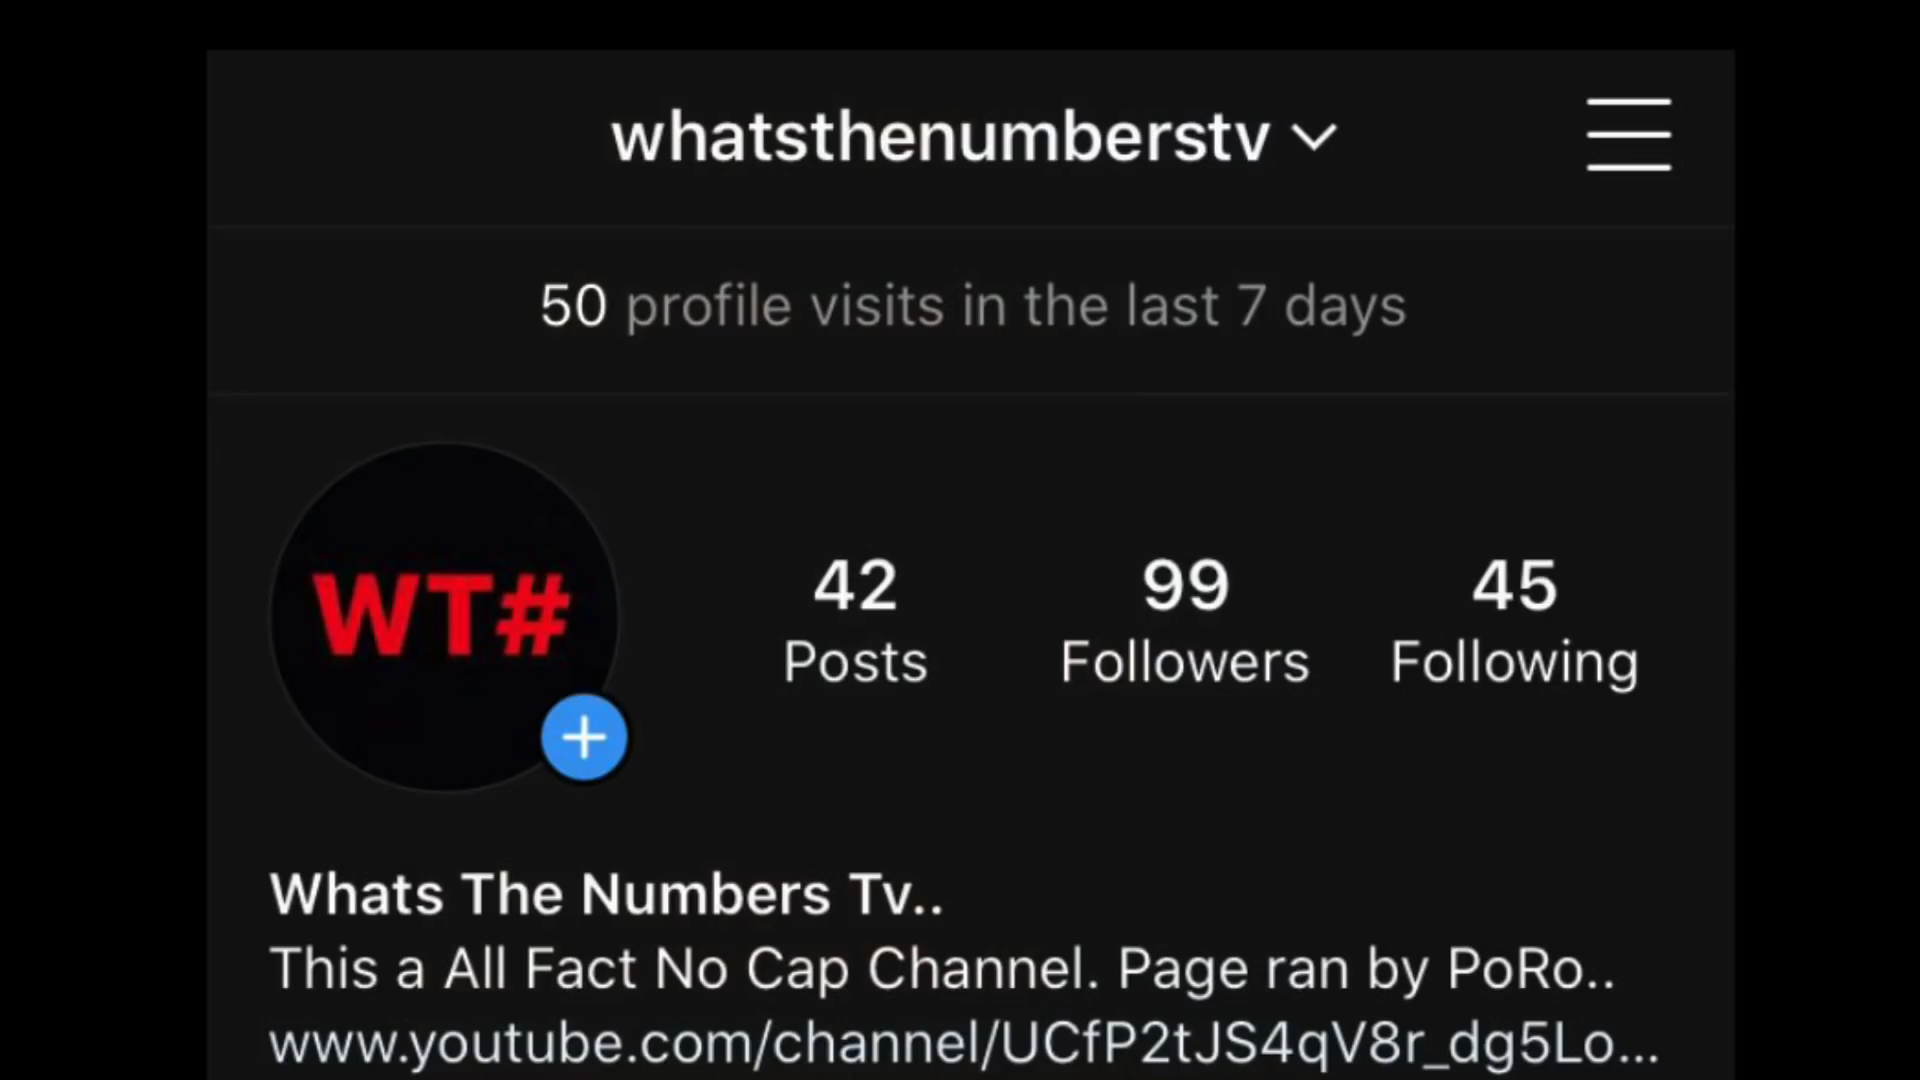 whatsthenumberstv
50 profile visits in the last 7 days
WT#
42 99 45
Posts Followers Following
Whats The Numbers Tv..
This a All Fact No Cap Channel. Page ran by PoRo..
www.youtube.com/channel/UCfP2tJS4qV8r_dg5Lo...